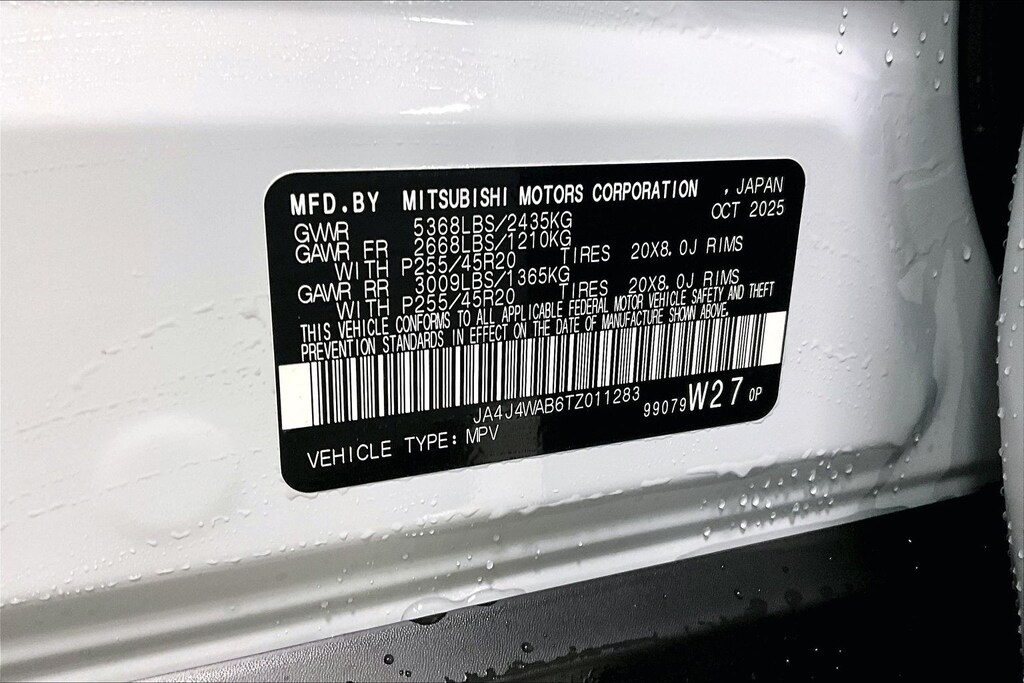 MFD.BY MITSUBISHI MOTORS CORPORATION , JAPAN
OCT 2025
GVWR 5368LBS/2435KG
GAWR FR 2668LBS/1210KG
WITH P255/45R20 TIRES 20X8.0J RIMS
GAWR RR 3009LBS/1365KG
WITH P255/45R20 TIRES 20X8.0J RIMS
THIS VEHICLE CONFORMS TO ALL APPLICABLE FEDERAL MOTOR VEHICLE SAFETY AND THEFT
PREVENTION STANDARDS IN EFFECT ON THE DATE OF MANUFACTURE SHOWN ABOVE.
JA4J4WAB6TZ011283
99079 W27 0P
VEHICLE TYPE: MPV